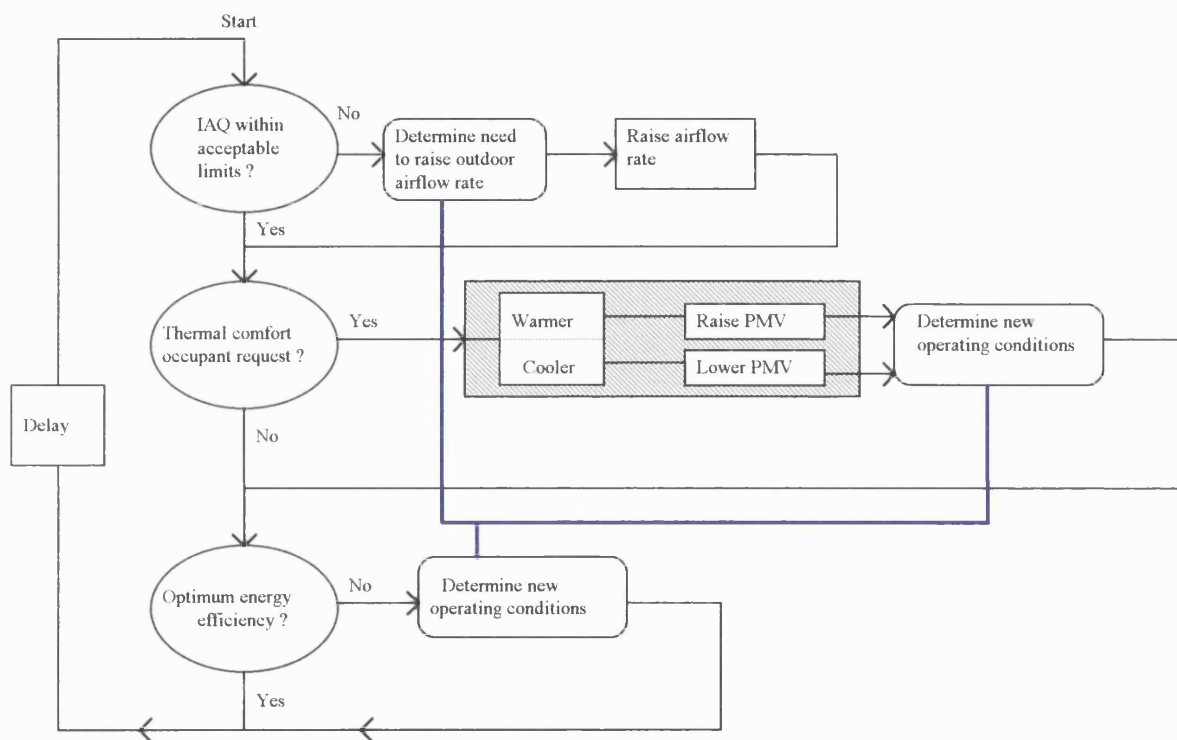 Start
IAQ within
acceptable
limits ?
No
Determine need
to raise outdoor
airflow rate
Raise airflow
rate
Yes
Thermal comfort
occupant request ?
Yes
Warmer
Cooler
Raise PMV
Lower PMV
Determine new
operating conditions
Delay
No
Optimum energy
efficiency ?
No
Determine new
operating conditions
Yes